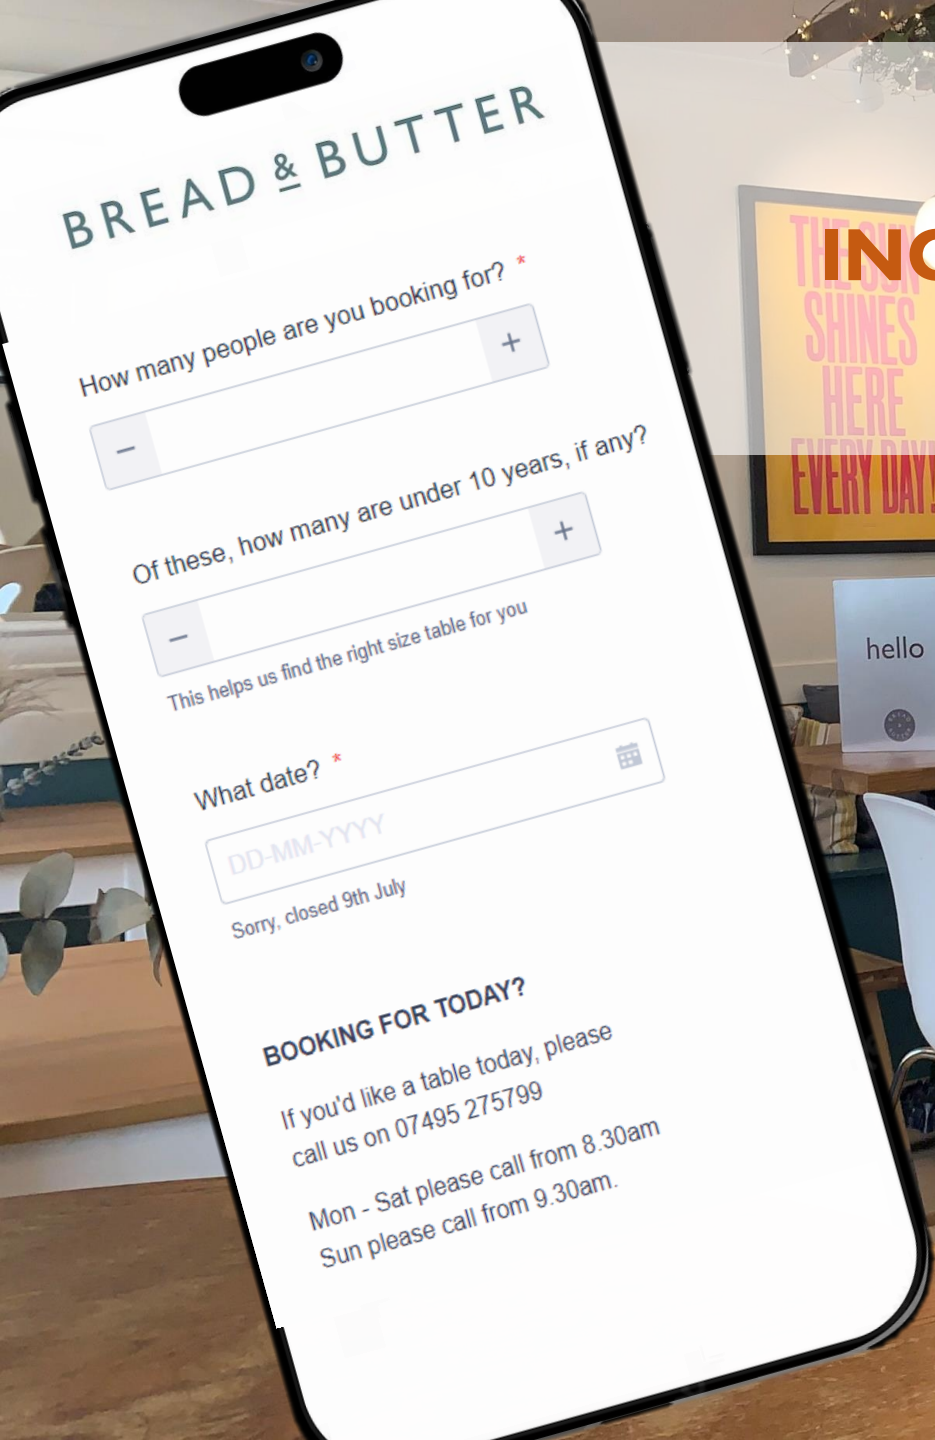 BREAD & BUTTER
How many people are you booking for? *
−
+
Of these, how many are under 10 years, if any?
−
+
This helps us find the right size table for you
What date? *
DD-MM-YYYY
Sorry, closed 9th July
BOOKING FOR TODAY?
If you'd like a table today, please
call us on 07495 275799
Mon - Sat please call from 8.30am
Sun please call from 9.30am.
THE SUN
SHINES
HERE
EVERY DAY!
hello